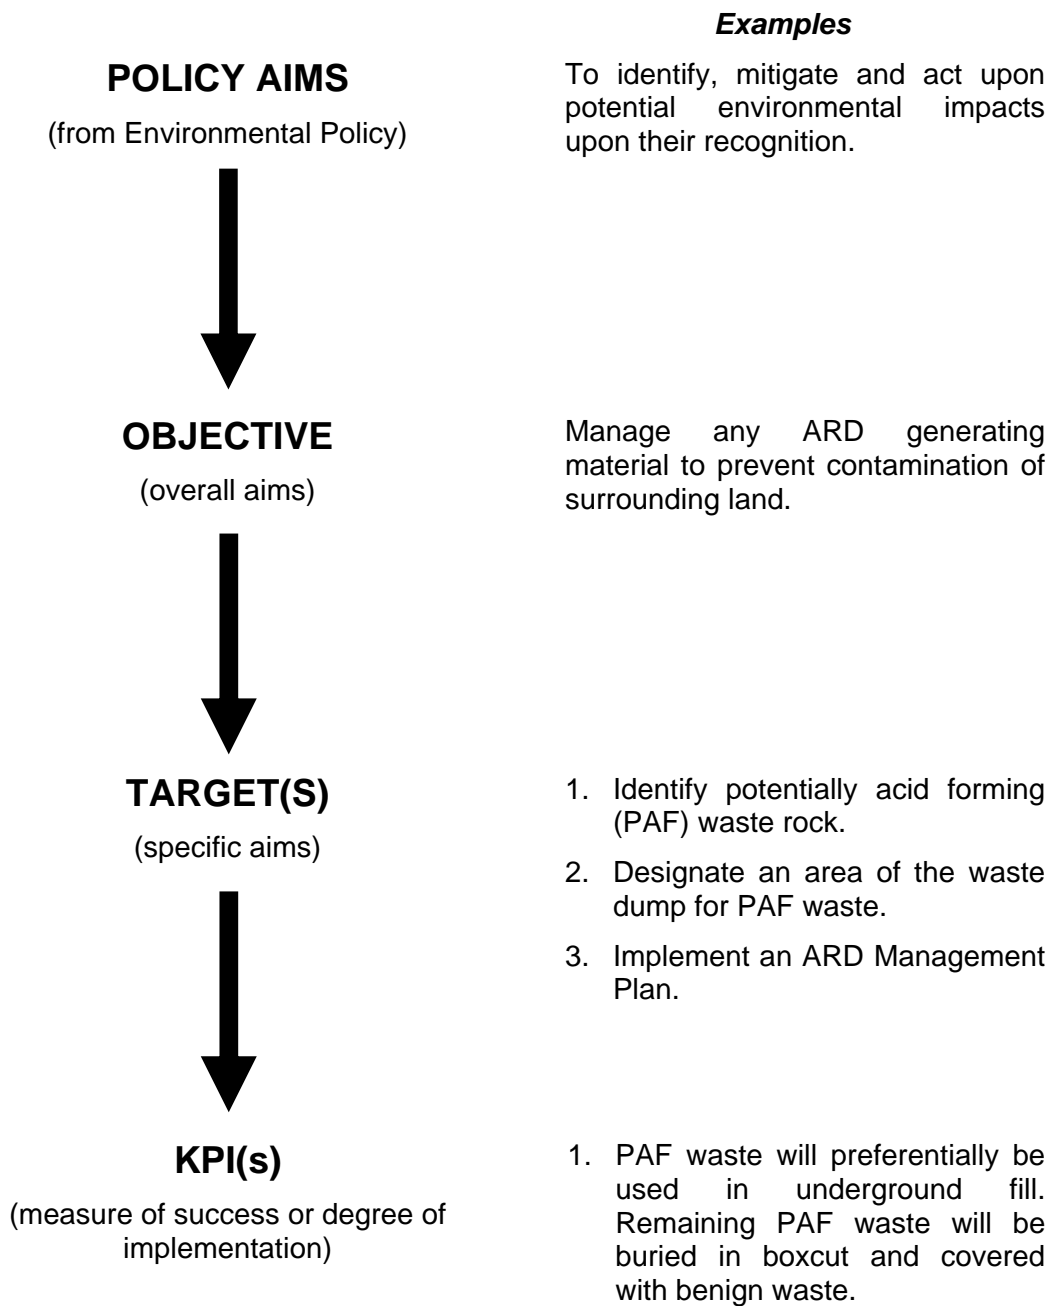 Examples
POLICY AIMS
(from Environmental Policy)
To identify, mitigate and act upon
potential environmental impacts
upon their recognition.
OBJECTIVE
(overall aims)
Manage any ARD generating
material to prevent contamination of
surrounding land.
TARGET(S)
(specific aims)
1. Identify potentially acid forming
(PAF) waste rock.
2. Designate an area of the waste
dump for PAF waste.
3. Implement an ARD Management
Plan.
KPI(s)
(measure of success or degree of
implementation)
1. PAF waste will preferentially be
used in underground fill.
Remaining PAF waste will be
buried in boxcut and covered
with benign waste.